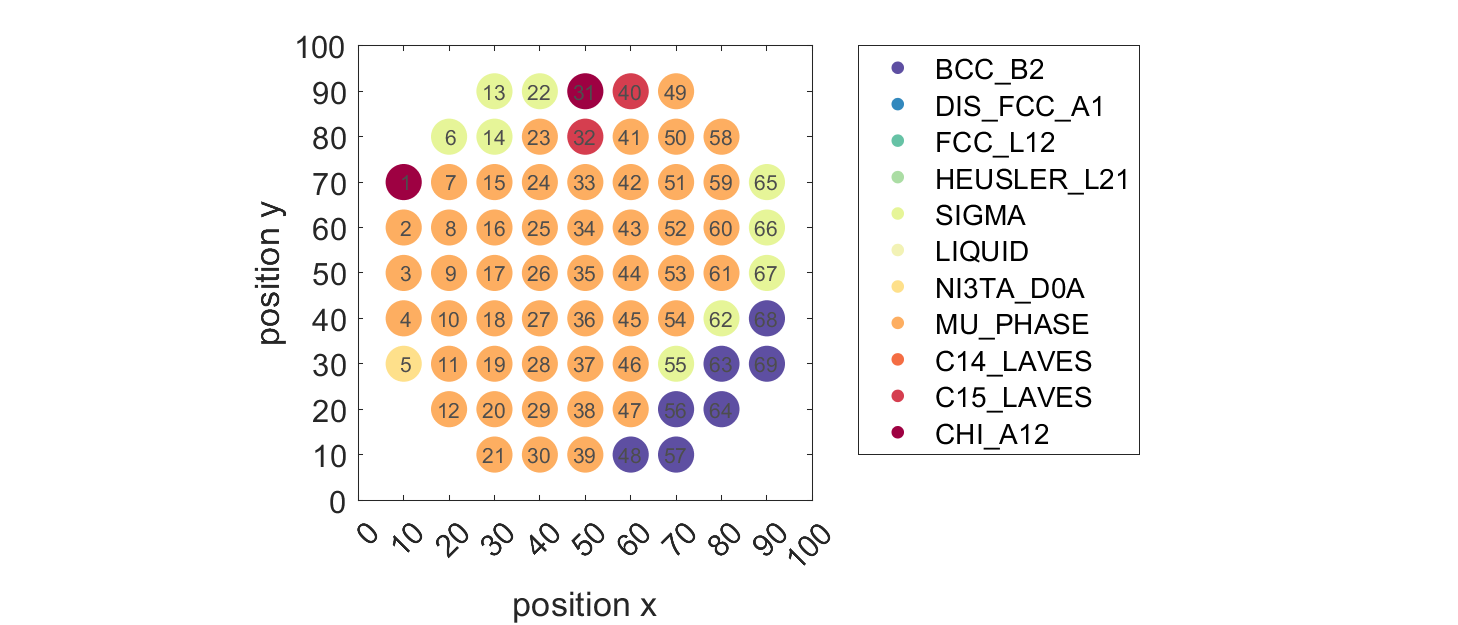 100
90 13 22 31 40 49
80 6 14 23 32 41 50 58
70 1 7 15 24 33 42 51 59 65
60 2 8 16 25 34 43 52 60 66
50 3 9 17 26 35 44 53 61 67
40 4 10 18 27 36 45 54 62 68
30 5 11 19 28 37 46 55 63 69
20 12 20 29 38 47 56 64
10 21 30 39 48 57
0
position y
0 10 20 30 40 50 60 70 80 90 100
position x
BCC_B2
DIS_FCC_A1
FCC_L12
HEUSLER_L21
SIGMA
LIQUID
NI3TA_D0A
MU_PHASE
C14_LAVES
C15_LAVES
CHI_A12